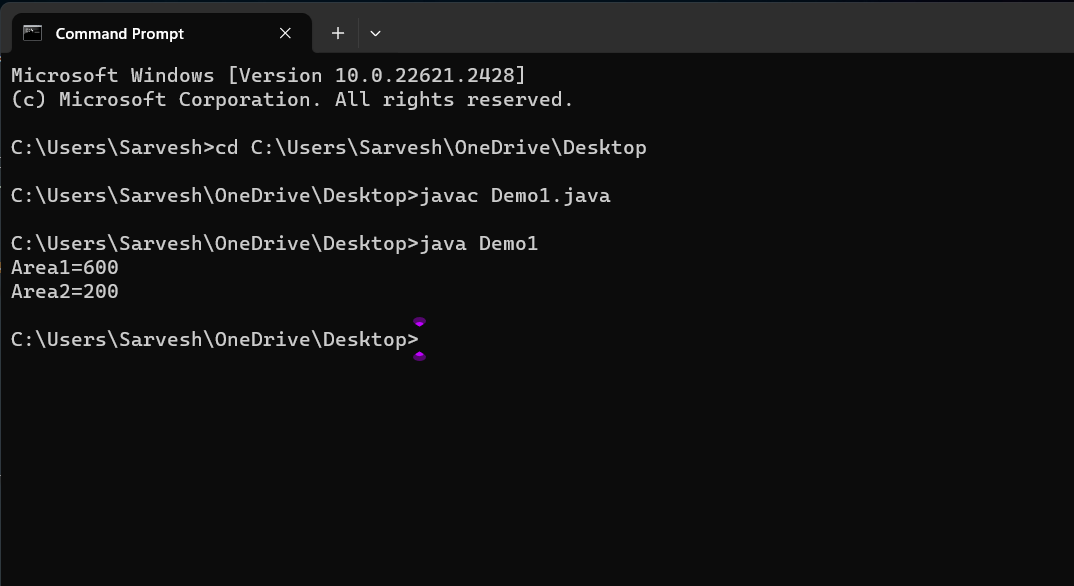 Command Prompt
Microsoft Windows [Version 10.0.22621.2428]
(c) Microsoft Corporation. All rights reserved.
C:\Users\Sarvesh>cd C:\Users\Sarvesh\OneDrive\Desktop
C:\Users\Sarvesh\OneDrive\Desktop>javac Demo1.java
C:\Users\Sarvesh\OneDrive\Desktop>java Demo1
Area1=600
Area2=200
C:\Users\Sarvesh\OneDrive\Desktop>